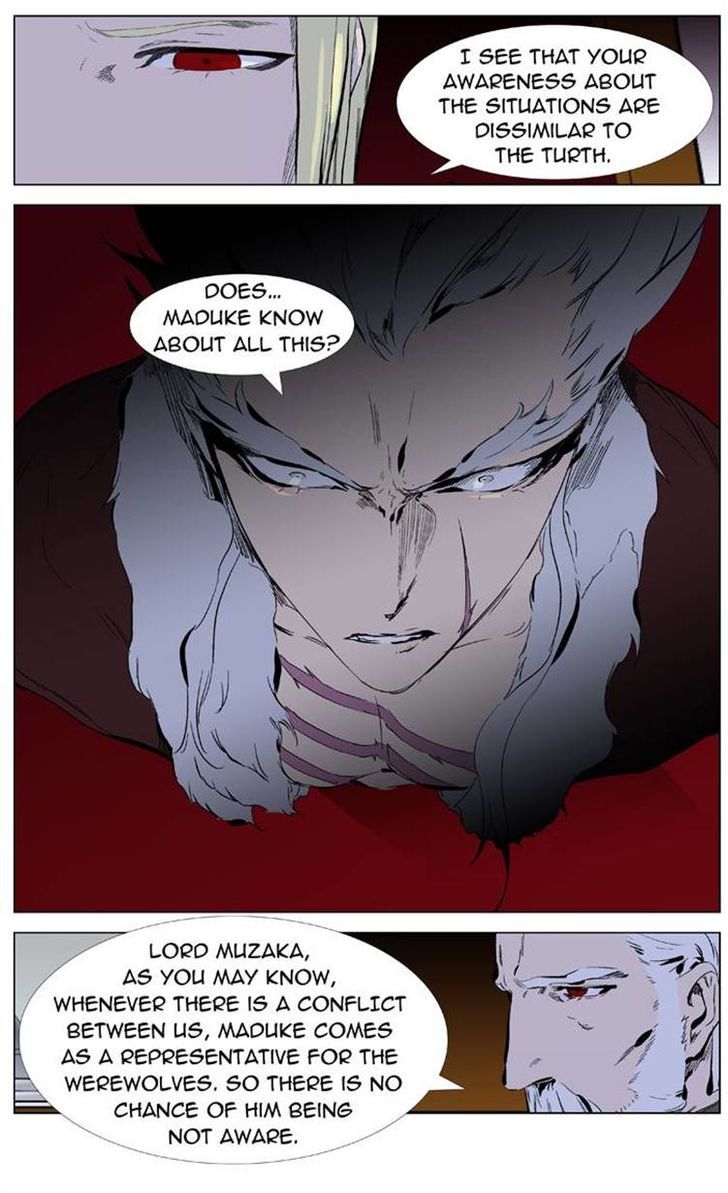 I SEE THAT YOUR
AWARENESS ABOUT
THE SITUATIONS ARE
DISSIMILAR TO
THE TURTH.
DOES...
MADUKE KNOW
ABOUT ALL THIS?
LORD MUZAKA,
AS YOU MAY KNOW,
WHENEVER THERE IS A CONFLICT
BETWEEN US, MADUKE COMES
AS A REPRESENTATIVE FOR THE
WEREWOLVES. SO THERE IS NO
CHANCE OF HIM BEING
NOT AWARE.